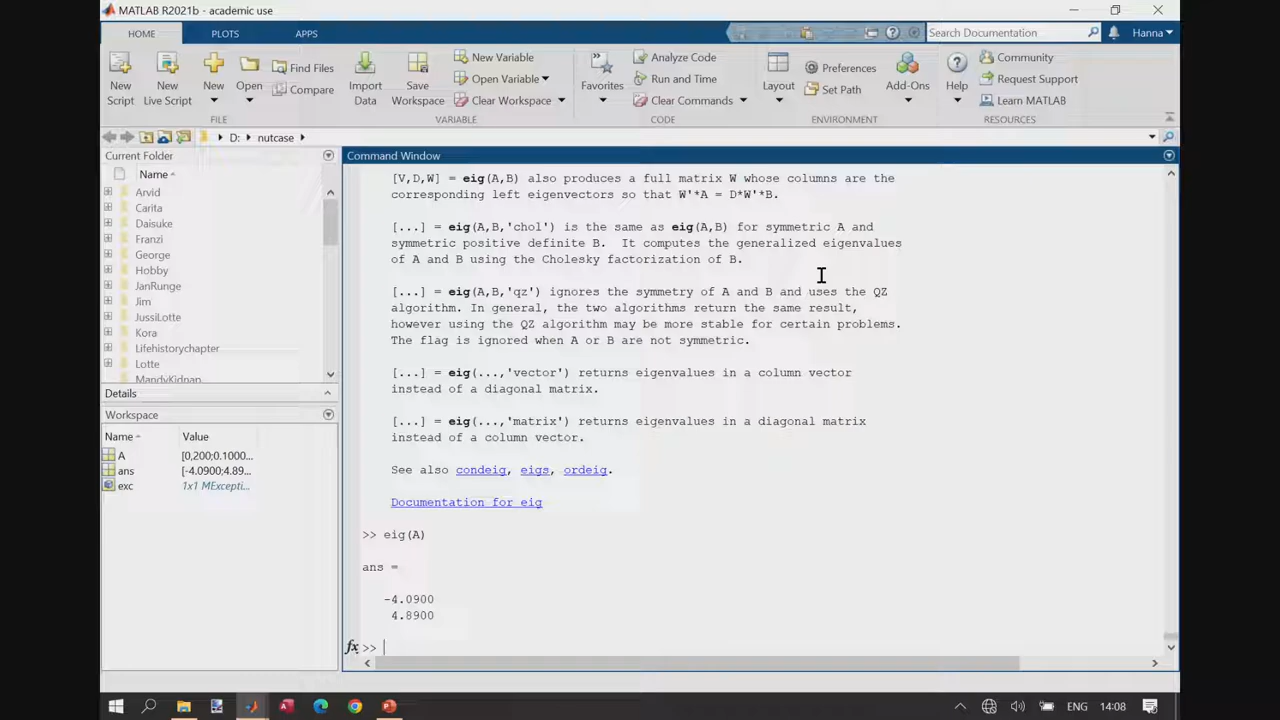 MATLAB R2021b - academic use
HOME PLOTS APPS
Search Documentation
Hanna
New Script
New Live Script
New
Open
Find Files
Compare
FILE
Import Data
Save Workspace
New Variable
Open Variable
Clear Workspace
VARIABLE
Favorites
Analyze Code
Run and Time
Clear Commands
CODE
Layout
Preferences
Set Path
Add-Ons
ENVIRONMENT
Help
Community
Request Support
Learn MATLAB
RESOURCES
D: nutcase
Current Folder
Name
Arvid
Carita
Daisuke
Franzi
George
Hobby
JanRunge
Jim
JussiLotte
Kora
Lifehistorychapter
Lotte
MandyKidnap
Details
Workspace
Name Value
A [0,200;0.1000...
ans [-4.0900;4.89...
exc 1x1 MExcepti...
Command Window
[V,D,W] = eig(A,B) also produces a full matrix W whose columns are the
corresponding left eigenvectors so that W'*A = D*W'*B.
[...] = eig(A,B,'chol') is the same as eig(A,B) for symmetric A and
symmetric positive definite B.  It computes the generalized eigenvalues
of A and B using the Cholesky factorization of B.
[...] = eig(A,B,'qz') ignores the symmetry of A and B and uses the QZ
algorithm. In general, the two algorithms return the same result,
however using the QZ algorithm may be more stable for certain problems.
The flag is ignored when A or B are not symmetric.
[...] = eig(...,'vector') returns eigenvalues in a column vector
instead of a diagonal matrix.
[...] = eig(...,'matrix') returns eigenvalues in a diagonal matrix
instead of a column vector.
See also condeig, eigs, ordeig.
Documentation for eig
>> eig(A)
ans =
-4.0900
4.8900
fx >>
ENG 14:08